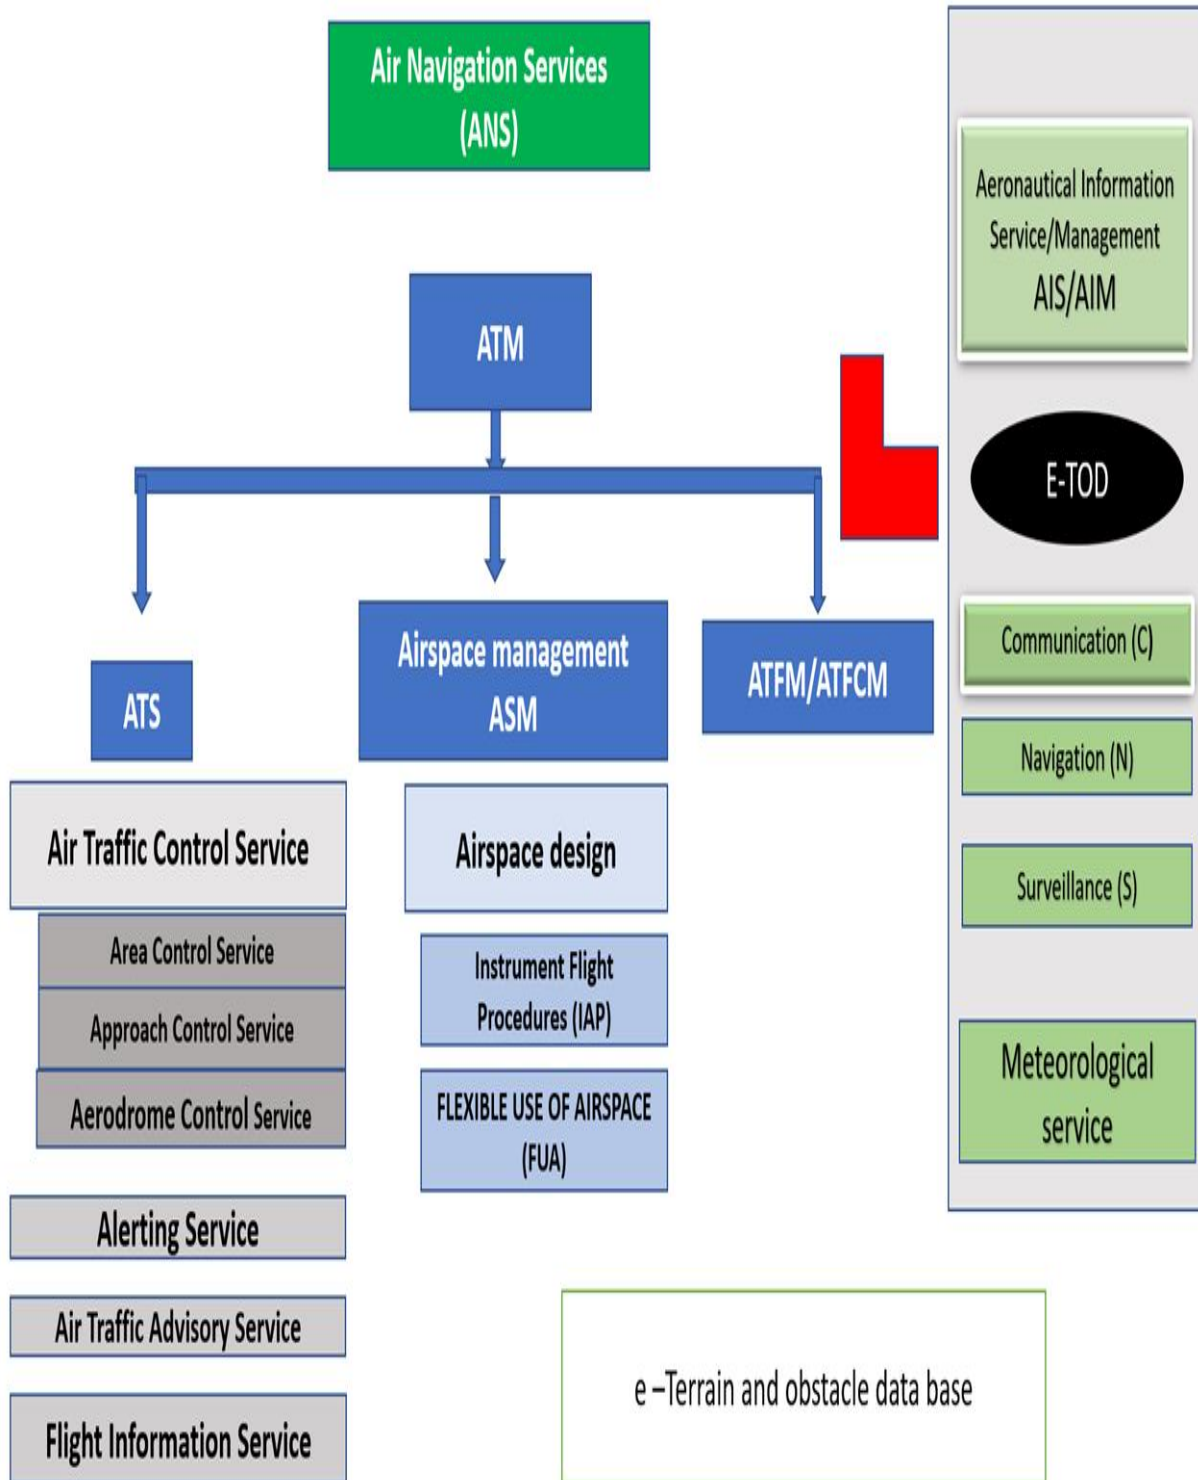 Air Navigation Services
(ANS)
ATM
ATS
Airspace management
ASM
ATFM/ATFCM
Air Traffic Control Service
Area Control Service
Approach Control Service
Aerodrome Control Service
Alerting Service
Air Traffic Advisory Service
Flight Information Service
Airspace design
Instrument Flight
Procedures (IAP)
FLEXIBLE USE OF AIRSPACE
(FUA)
Aeronautical Information
Service/Management
AIS/AIM
E-TOD
Communication (C)
Navigation (N)
Surveillance (S)
Meteorological
service
e –Terrain and obstacle data base